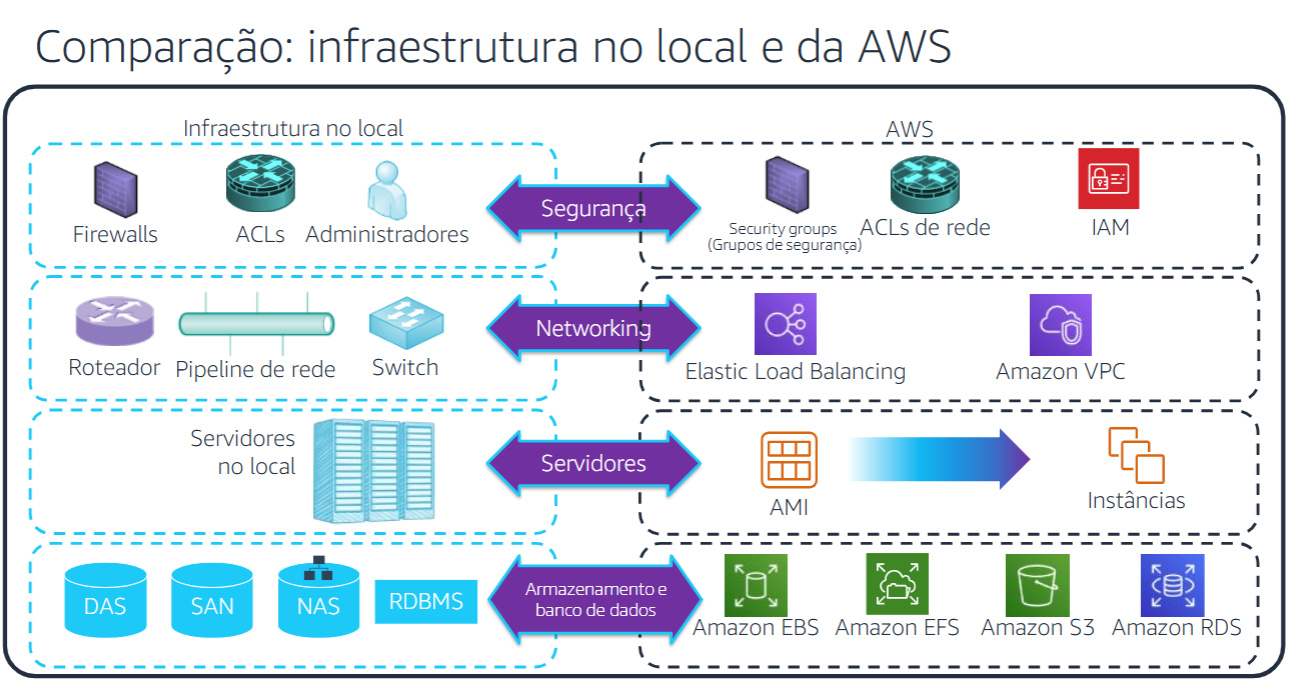 Comparação: infraestrutura no local e da AWS
Infraestrutura no local
AWS
Firewalls
ACLs
Administradores
Segurança
Security groups
(Grupos de segurança)
ACLs de rede
IAM
Roteador
Pipeline de rede
Switch
Networking
Elastic Load Balancing
Amazon VPC
Servidores
no local
Servidores
AMI
Instâncias
DAS
SAN
NAS
RDBMS
Armazenamento e
banco de dados
Amazon EBS
Amazon EFS
Amazon S3
Amazon RDS